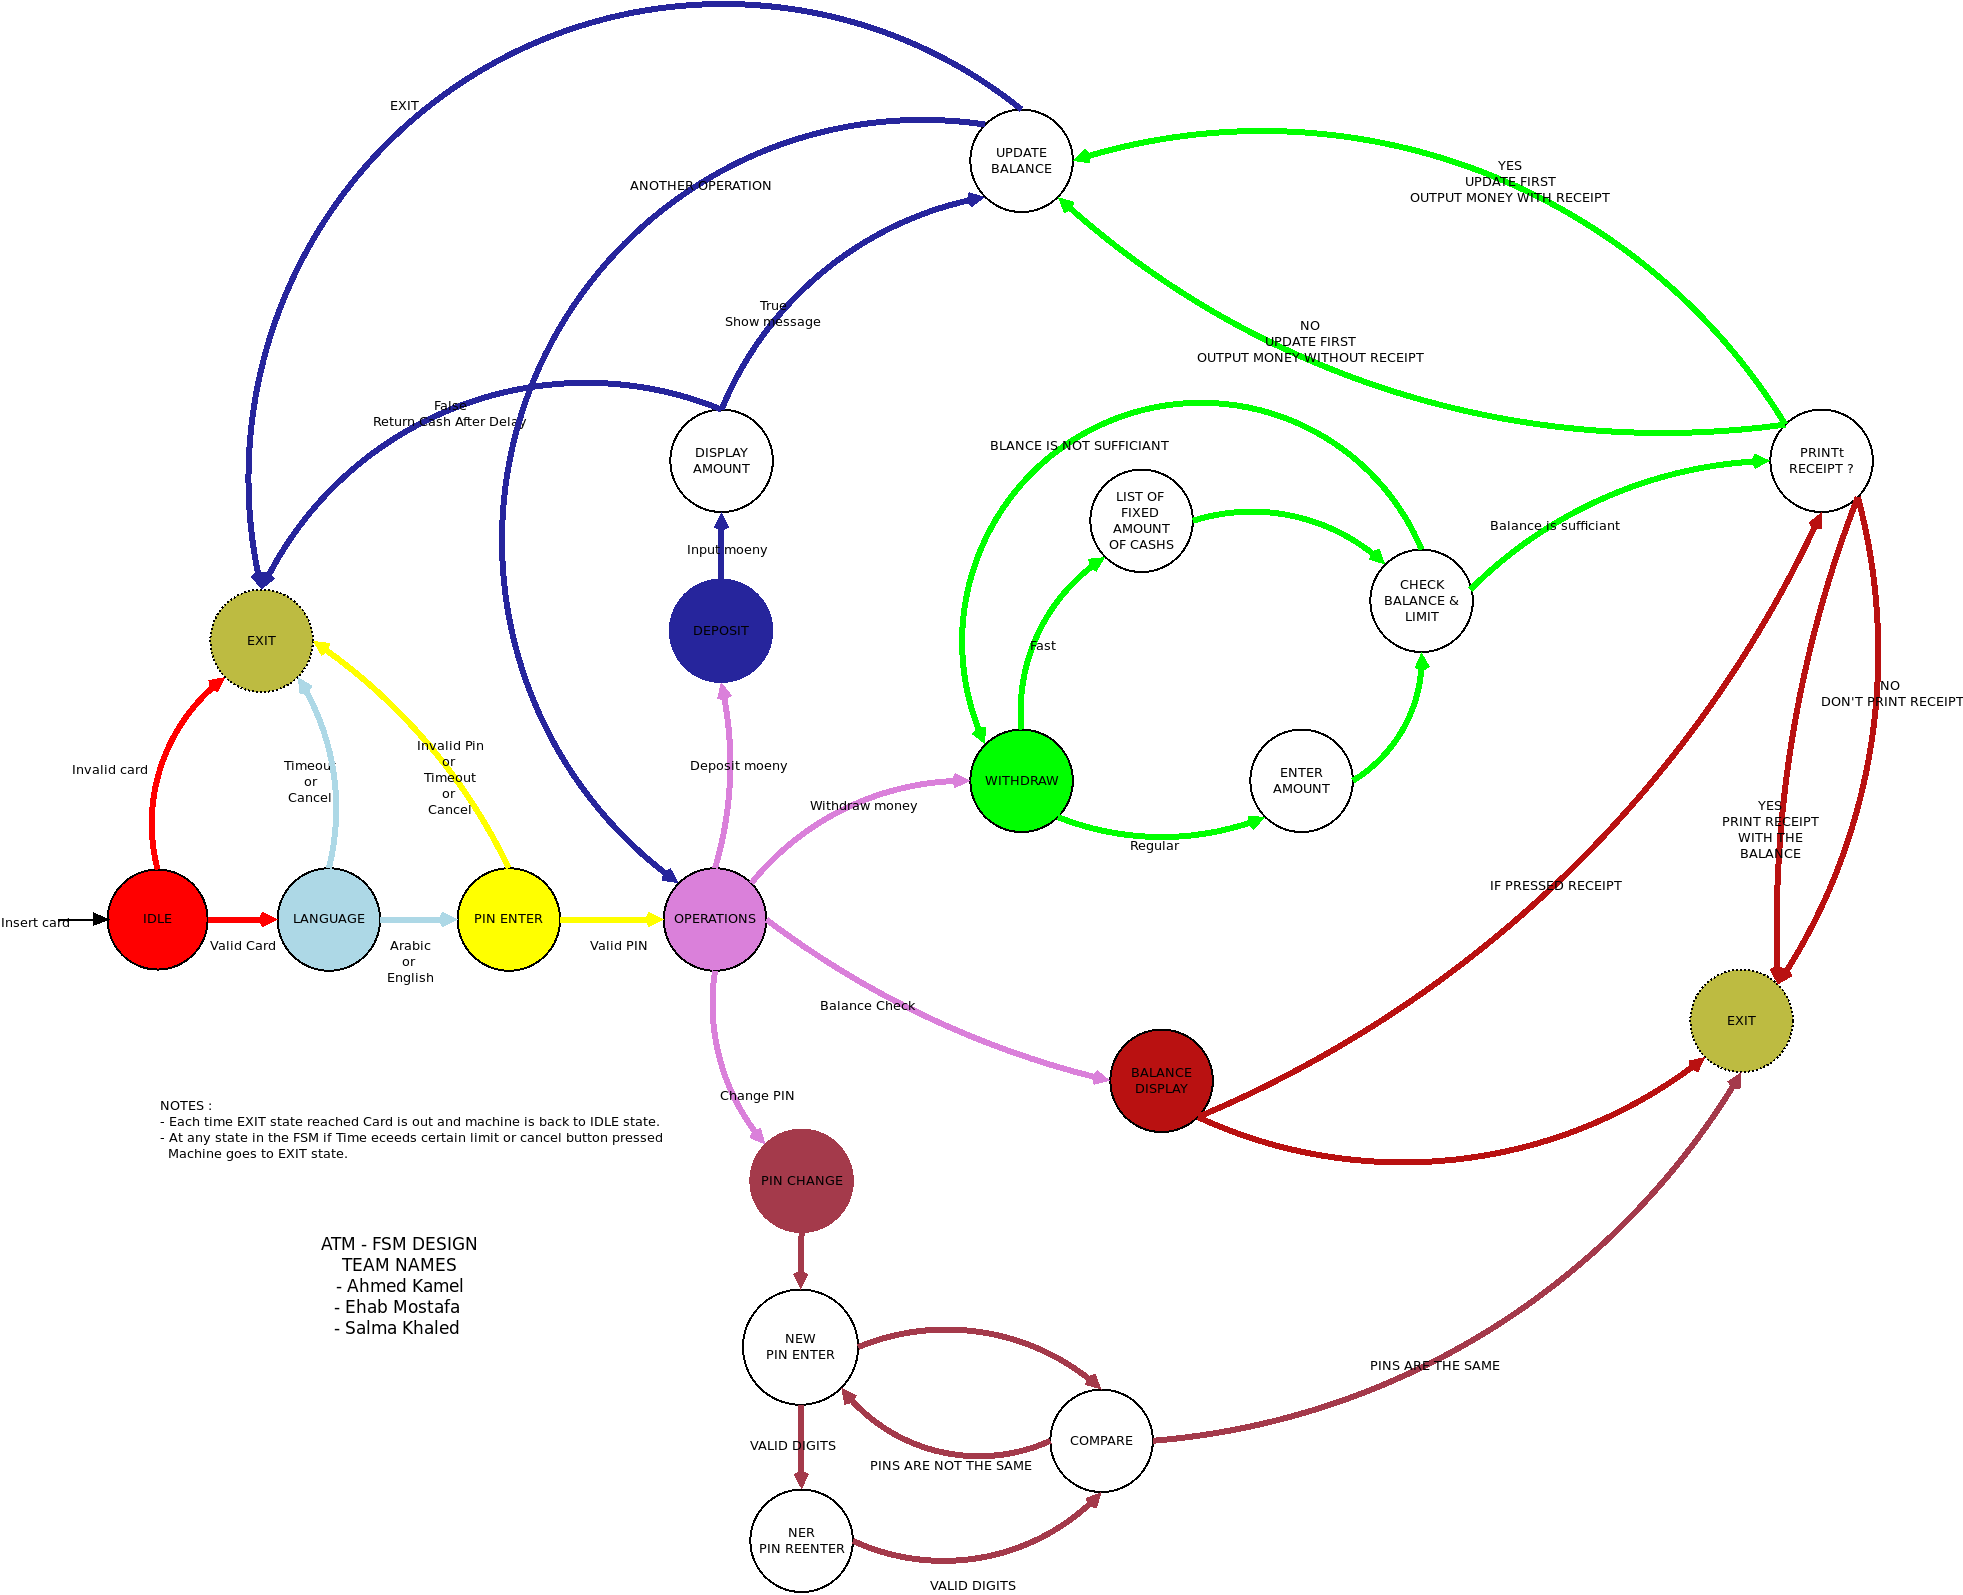 EXIT
UPDATE
BALANCE
YES
UPDATE FIRST
OUTPUT MONEY WITH RECEIPT
ANOTHER OPERATION
True
Show message
NO
UPDATE FIRST
OUTPUT MONEY WITHOUT RECEIPT
False
Return Cash After Delay
DISPLAY
AMOUNT
BLANCE IS NOT SUFFICIANT
PRINTt
RECEIPT ?
LIST OF
FIXED
AMOUNT
OF CASHS
Balance is sufficiant
Input moeny
CHECK
BALANCE &
LIMIT
EXIT
DEPOSIT
Fast
NO
DON'T PRINT RECEIPT
Invalid card
Timeout
or
Cancel
Invalid Pin
or
Timeout
or
Cancel
Deposit moeny
Withdraw money
WITHDRAW
ENTER
AMOUNT
Regular
YES
PRINT RECEIPT
WITH THE
BALANCE
IF PRESSED RECEIPT
Insert card
IDLE
Valid Card
LANGUAGE
Arabic
or
English
PIN ENTER
Valid PIN
OPERATIONS
Balance Check
EXIT
BALANCE
DISPLAY
Change PIN
NOTES :
- Each time EXIT state reached Card is out and machine is back to IDLE state.
- At any state in the FSM if Time eceeds certain limit or cancel button pressed
Machine goes to EXIT state.
PIN CHANGE
ATM - FSM DESIGN
TEAM NAMES
- Ahmed Kamel
- Ehab Mostafa
- Salma Khaled
NEW
PIN ENTER
PINS ARE THE SAME
COMPARE
VALID DIGITS
PINS ARE NOT THE SAME
NER
PIN REENTER
VALID DIGITS